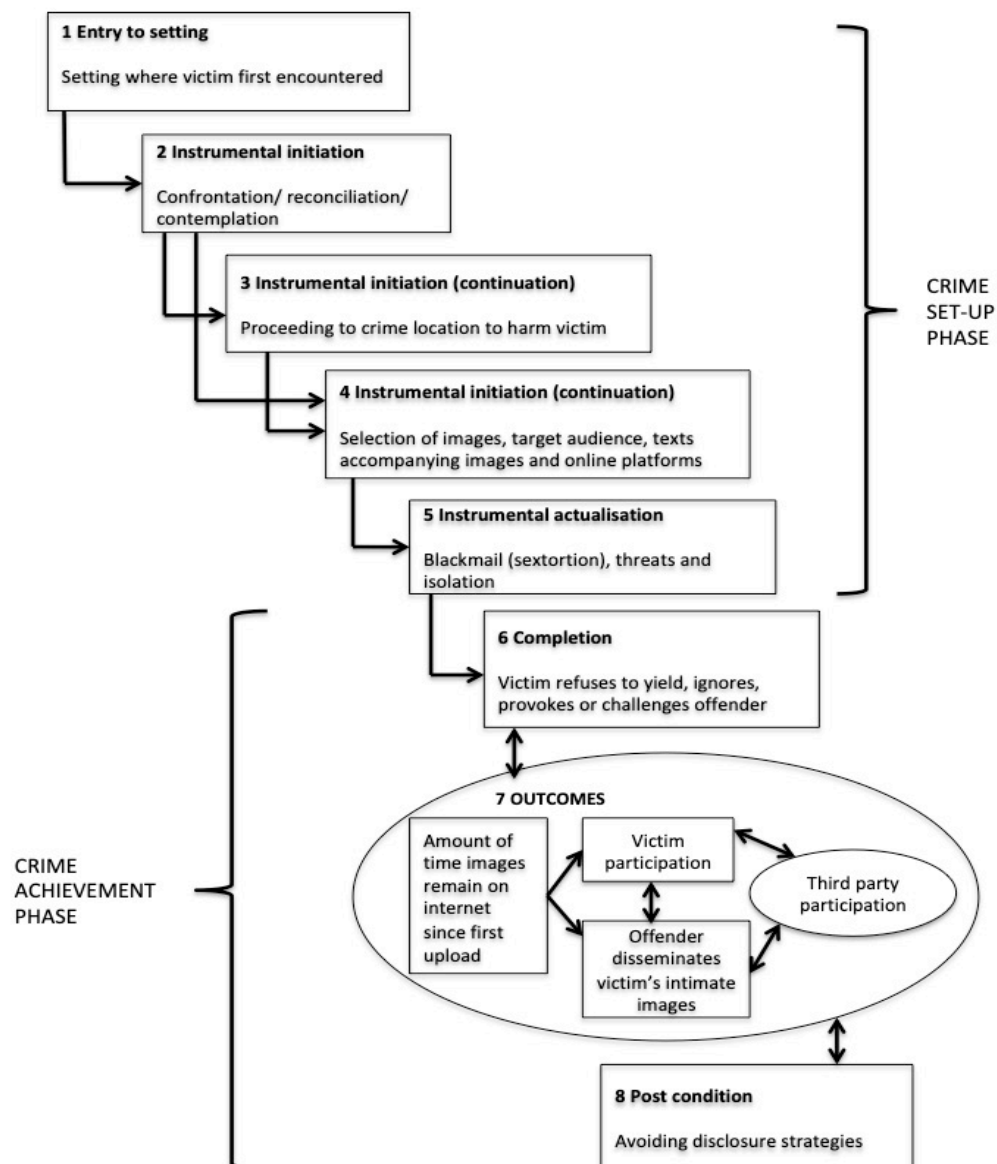 1 Entry to setting
Setting where victim first encountered
2 Instrumental initiation
Confrontation/ reconciliation/
contemplation
3 Instrumental initiation (continuation)
Proceeding to crime location to harm victim
4 Instrumental initiation (continuation)
Selection of images, target audience, texts
accompanying images and online platforms
5 Instrumental actualisation
Blackmail (sextortion), threats and
isolation
CRIME
SET-UP
PHASE
6 Completion
Victim refuses to yield, ignores,
provokes or challenges offender
7 OUTCOMES
Amount of
time images
remain on
internet
since first
upload
Victim
participation
Offender
disseminates
victim's intimate
images
Third party
participation
CRIME
ACHIEVEMENT
PHASE
8 Post condition
Avoiding disclosure strategies